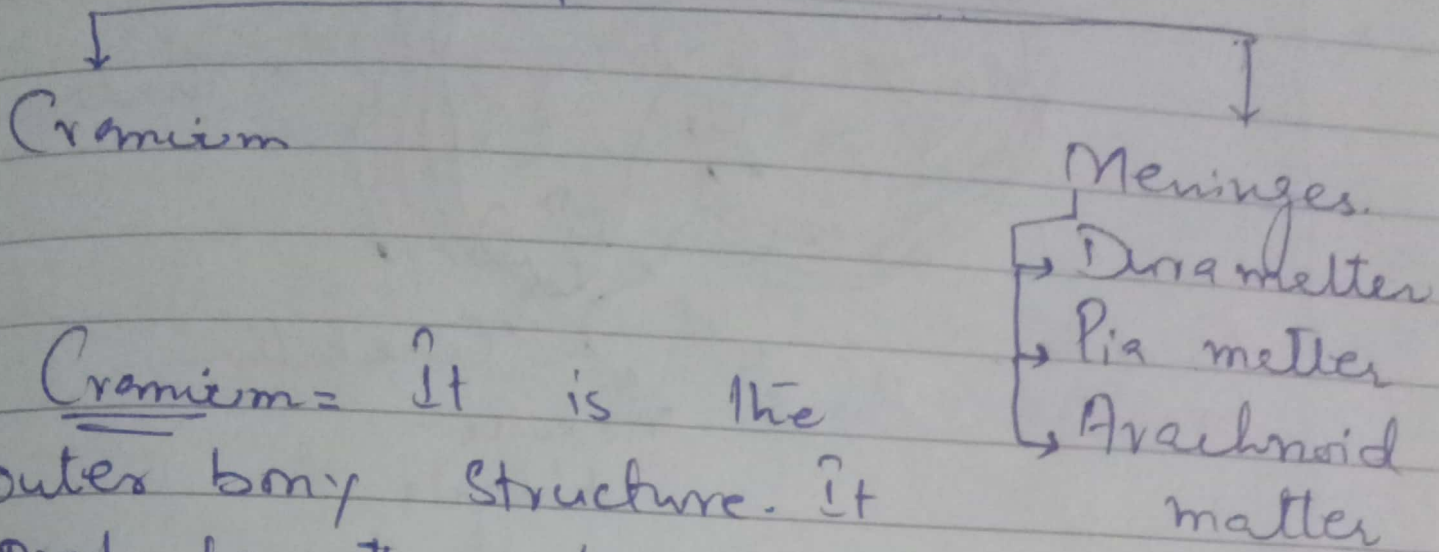 Cranium
Meninges.
Dura matter
Pia matter
Cranium = It is the
Arachnoid
outer bony structure. It
matter